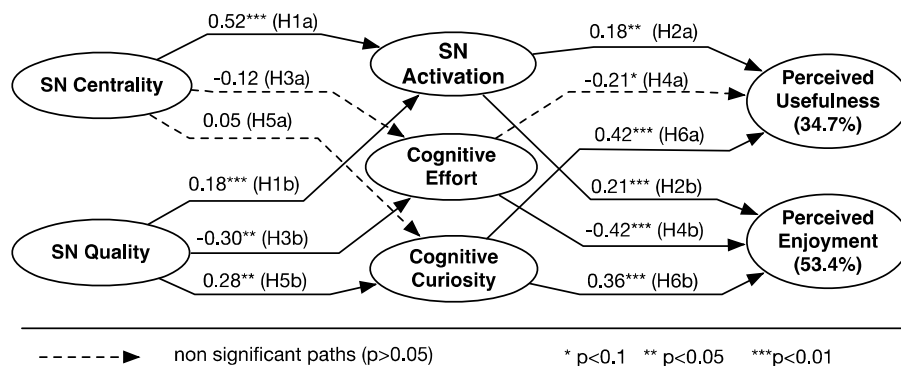 0.52*** (H1a)
0.18** (H2a)
SN
Activation
SN Centrality
-0.12 (H3a)
-0.21* (H4a)
Perceived
Usefulness
(34.7%)
0.05 (H5a)
0.42*** (H6a)
Cognitive
Effort
0.18*** (H1b)
0.21*** (H2b)
SN Quality
-0.30** (H3b)
-0.42*** (H4b)
Perceived
Enjoyment
(53.4%)
Cognitive
Curiosity
0.28** (H5b)
0.36*** (H6b)
non significant paths (p>0.05)
* p<0.1 ** p<0.05 ***p<0.01